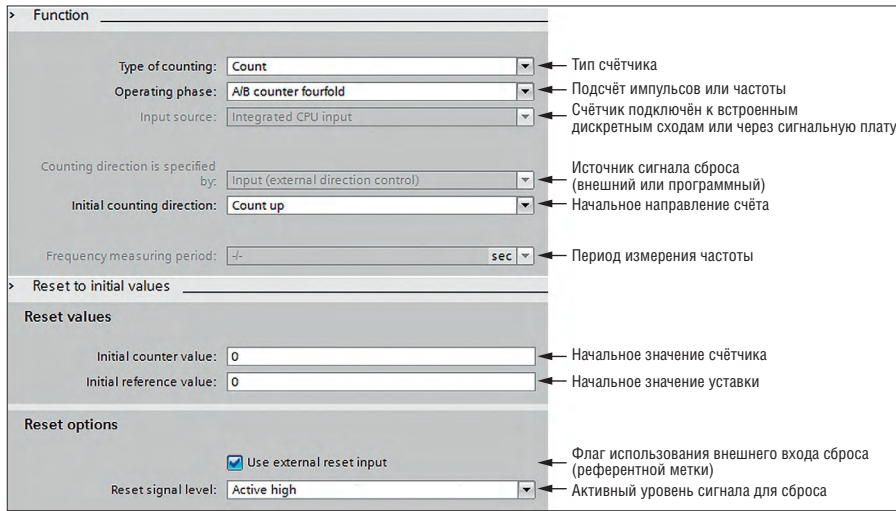 > Function
Type of counting: Count Тип счётчика
Operating phase: A/B counter fourfold Подсчёт импульсов или частоты
Input source: Integrated CPU input Счётчик подключён к встроенным
дискретным сходам или через сигнальную плату
Counting direction is specified
by: Input (external direction control) Источник сигнала сброса
(внешний или программный)
Initial counting direction: Count up Начальное направление счёта
Frequency measuring period: -/- sec Период измерения частоты
> Reset to initial values
Reset values
Initial counter value: 0 Начальное значение счётчика
Initial reference value: 0 Начальное значение уставки
Reset options
Use external reset input Флаг использования внешнего входа сброса
(референтной метки)
Reset signal level: Active high Активный уровень сигнала для сброса